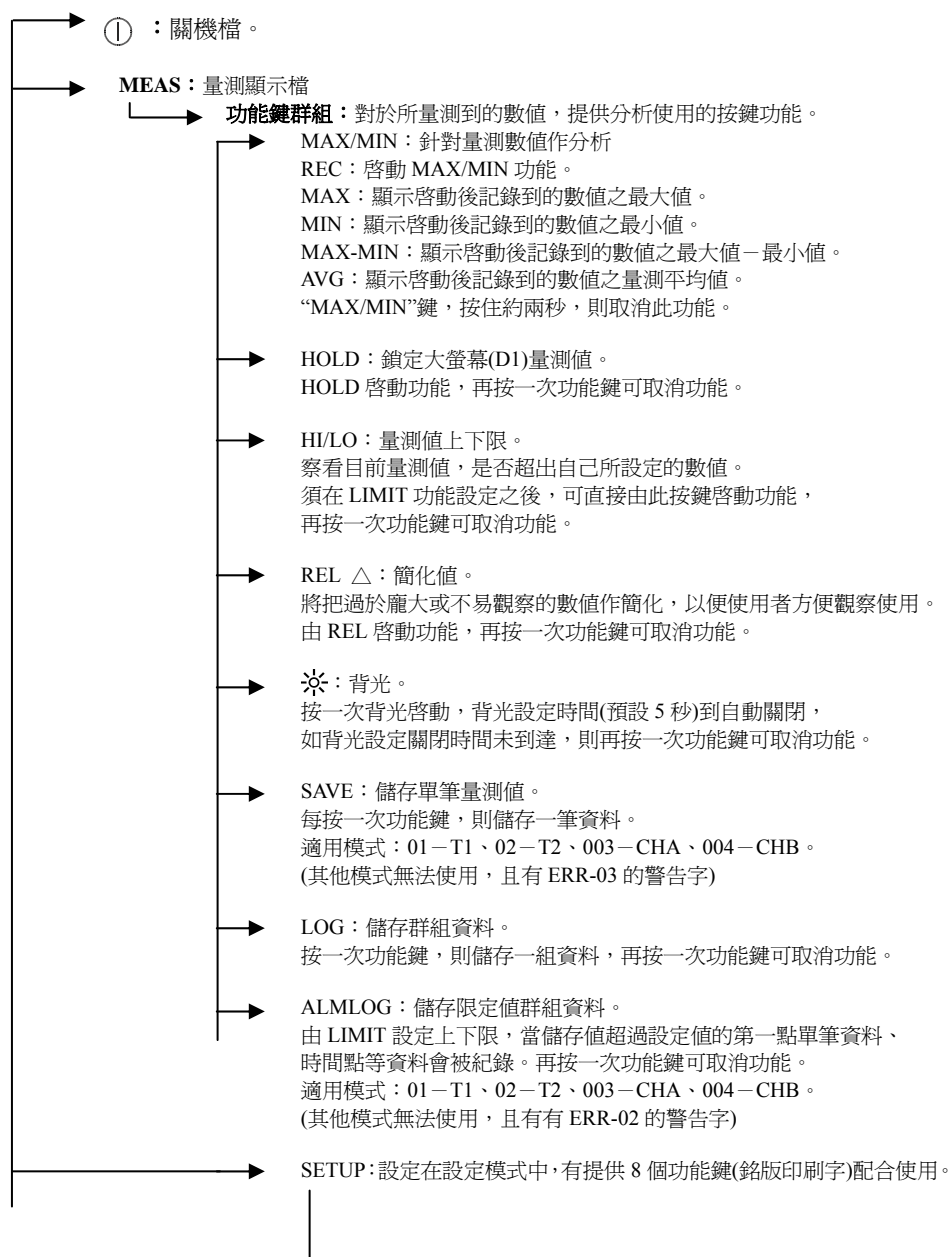 ：關機檔。
MEAS：量測顯示檔
功能鍵群組：對於所量測到的數值，提供分析使用的按鍵功能。
MAX/MIN：針對量測數值作分析
REC：啓動 MAX/MIN 功能。
MAX：顯示啓動後記錄到的數值之最大值。
MIN：顯示啓動後記錄到的數值之最小值。
MAX-MIN：顯示啓動後記錄到的數值之最大值－最小值。
AVG：顯示啓動後記錄到的數值之量測平均值。
“MAX/MIN”鍵，按住約兩秒，則取消此功能。
HOLD：鎖定大螢幕(D1)量測值。
HOLD 啓動功能，再按一次功能鍵可取消功能。
HI/LO：量測值上下限。
察看目前量測值，是否超出自己所設定的數值。
須在 LIMIT 功能設定之後，可直接由此按鍵啓動功能，
再按一次功能鍵可取消功能。
REL △：簡化值。
將把過於龐大或不易觀察的數值作簡化，以便使用者方便觀察使用。
由 REL 啓動功能，再按一次功能鍵可取消功能。
：背光。
按一次背光啓動，背光設定時間(預設 5 秒)到自動關閉，
如背光設定關閉時間未到達，則再按一次功能鍵可取消功能。
SAVE：儲存單筆量測值。
每按一次功能鍵，則儲存一筆資料。
適用模式：01－T1、02－T2、003－CHA、004－CHB。
(其他模式無法使用，且有 ERR-03 的警告字)
LOG：儲存群組資料。
按一次功能鍵，則儲存一組資料，再按一次功能鍵可取消功能。
ALMLOG：儲存限定值群組資料。
由 LIMIT 設定上下限，當儲存值超過設定值的第一點單筆資料、
時間點等資料會被紀錄。再按一次功能鍵可取消功能。
適用模式：01－T1、02－T2、003－CHA、004－CHB。
(其他模式無法使用，且有有 ERR-02 的警告字)
SETUP：設定在設定模式中，有提供 8 個功能鍵(銘版印刷字)配合使用。